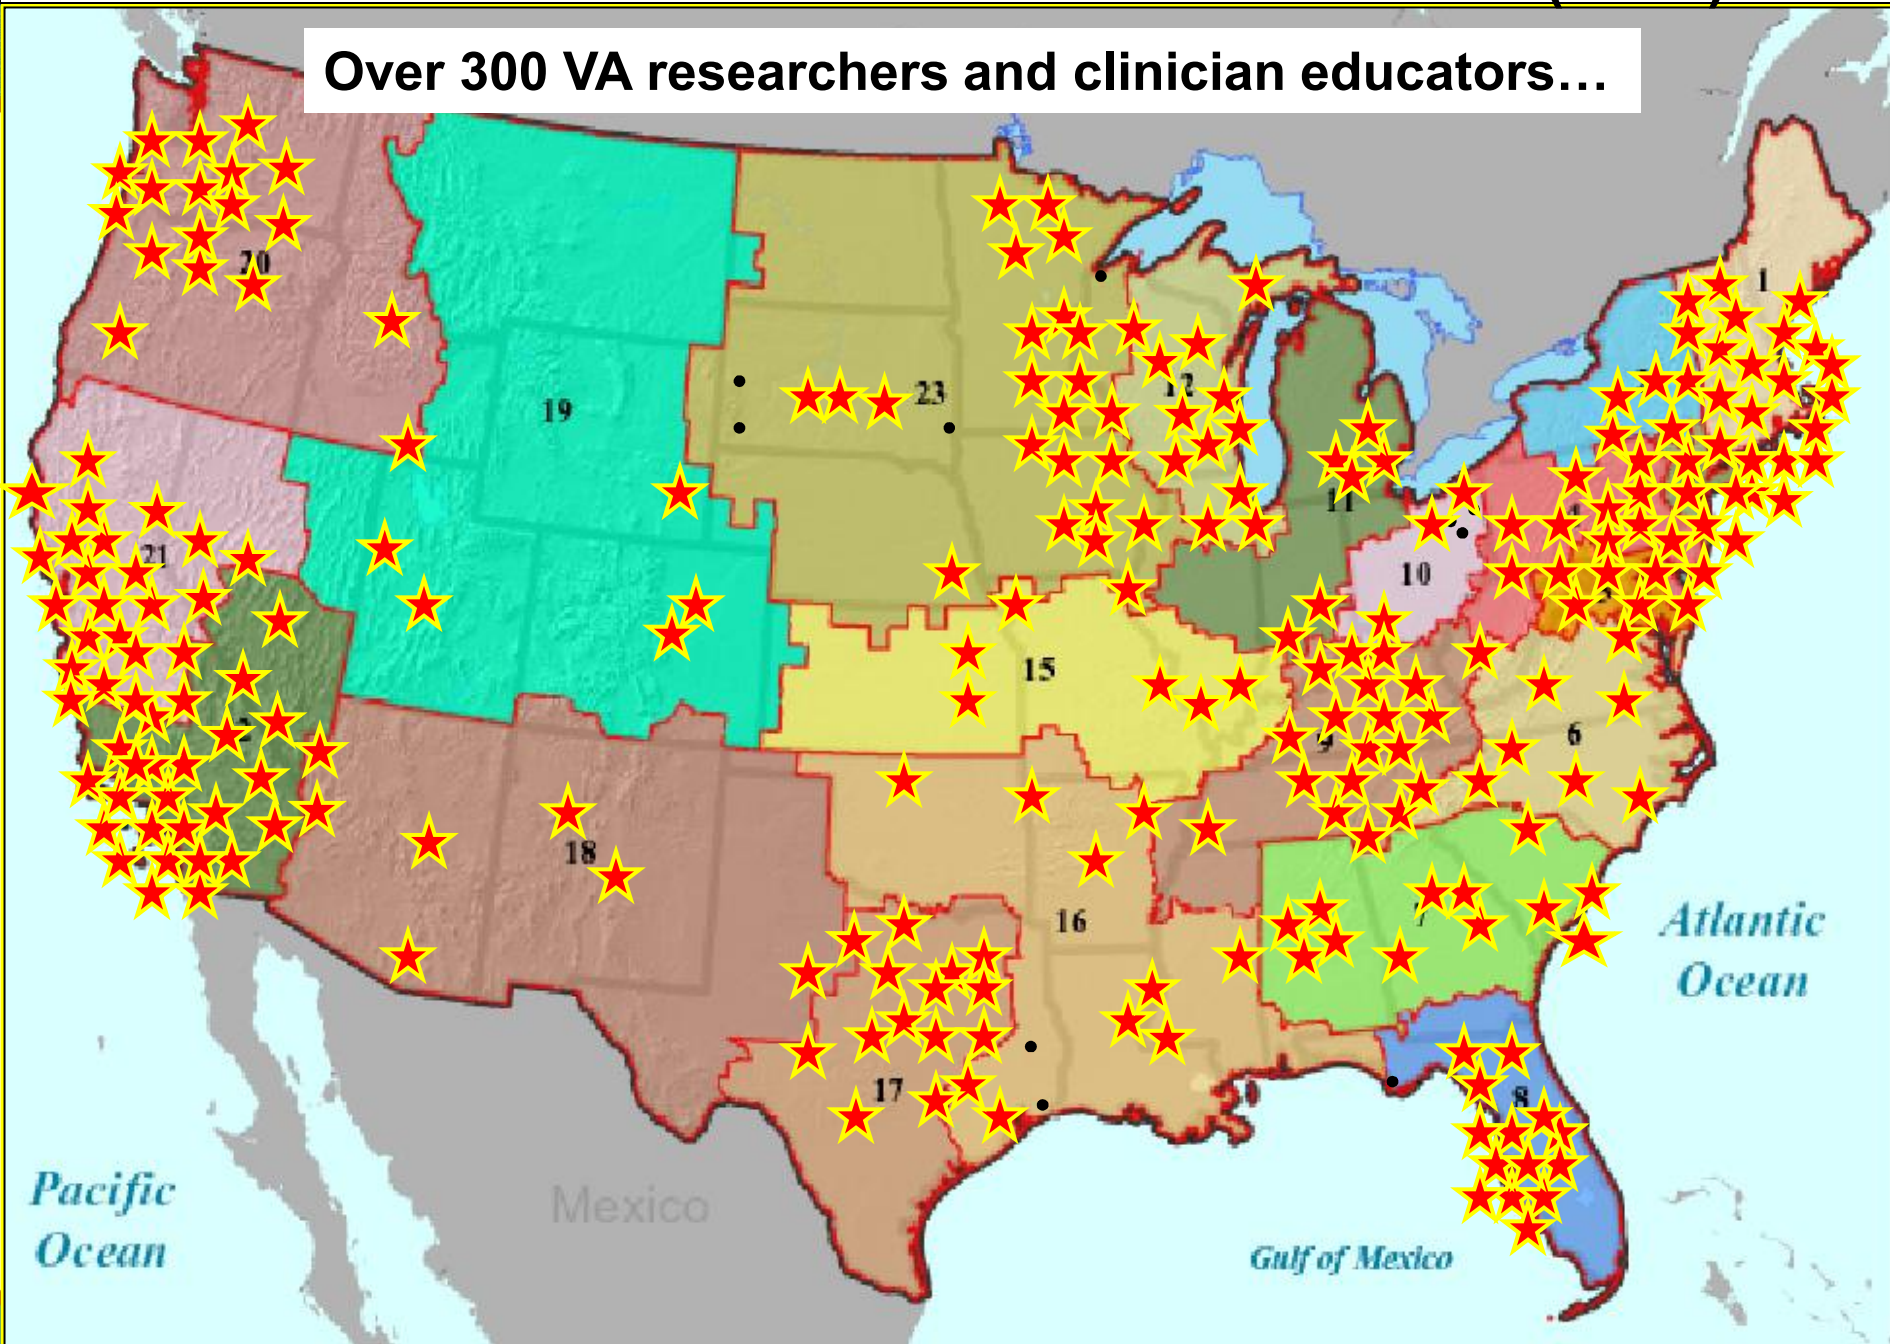 Over 300 VA researchers and clinician educators…
1
20
23
12
19
11
21
10
15
6
9
18
16
7
17
8
Atlantic
Ocean
Pacific
Ocean
Mexico
Gulf of Mexico